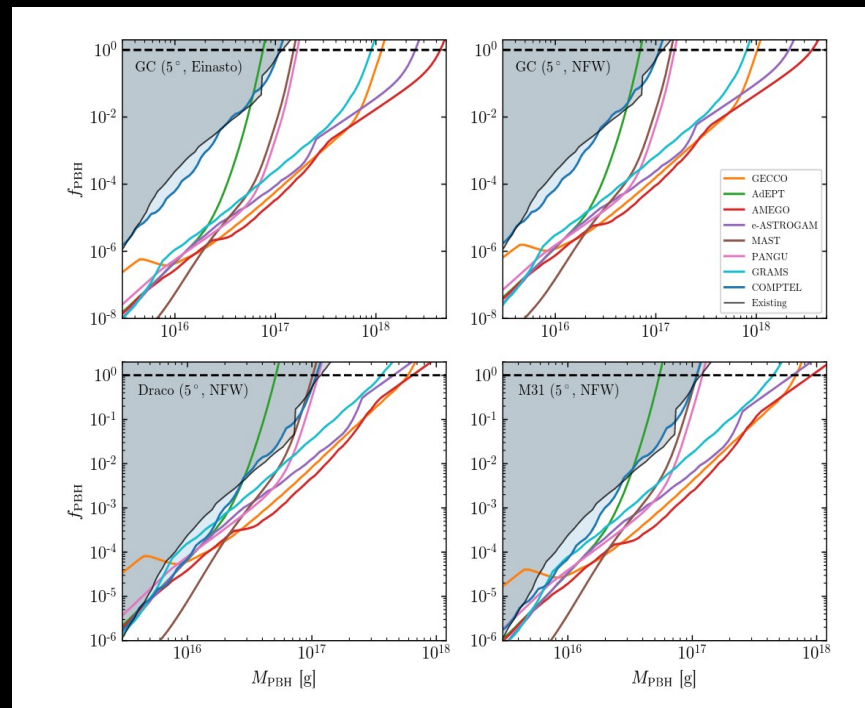 10^0
10^-2
10^-4
10^-6
10^-8
f_PBH
GC (5°, Einasto)
10^16
10^17
10^18
10^0
10^-2
10^-4
10^-6
10^-8
GC (5°, NFW)
GECCO
AdEPT
AMEGO
e-ASTROGAM
MAST
PANGU
GRAMS
COMPTEL
Existing
10^16
10^17
10^18
10^0
10^-1
10^-2
10^-3
10^-4
10^-5
10^-6
f_PBH
Draco (5°, NFW)
10^16
10^17
10^18
M_PBH [g]
10^0
10^-1
10^-2
10^-3
10^-4
10^-5
10^-6
M31 (5°, NFW)
10^16
10^17
10^18
M_PBH [g]